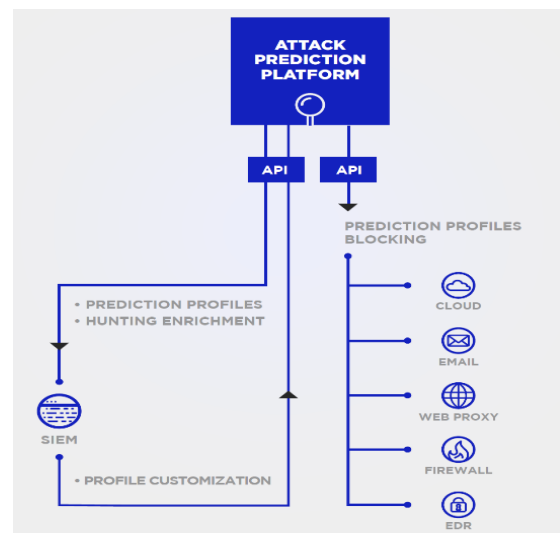 ATTACK
PREDICTION
PLATFORM
API
API
PREDICTION PROFILES
BLOCKING
• PREDICTION PROFILES
• HUNTING ENRICHMENT
CLOUD
EMAIL
WEB PROXY
SIEM
FIREWALL
• PROFILE CUSTOMIZATION
EDR